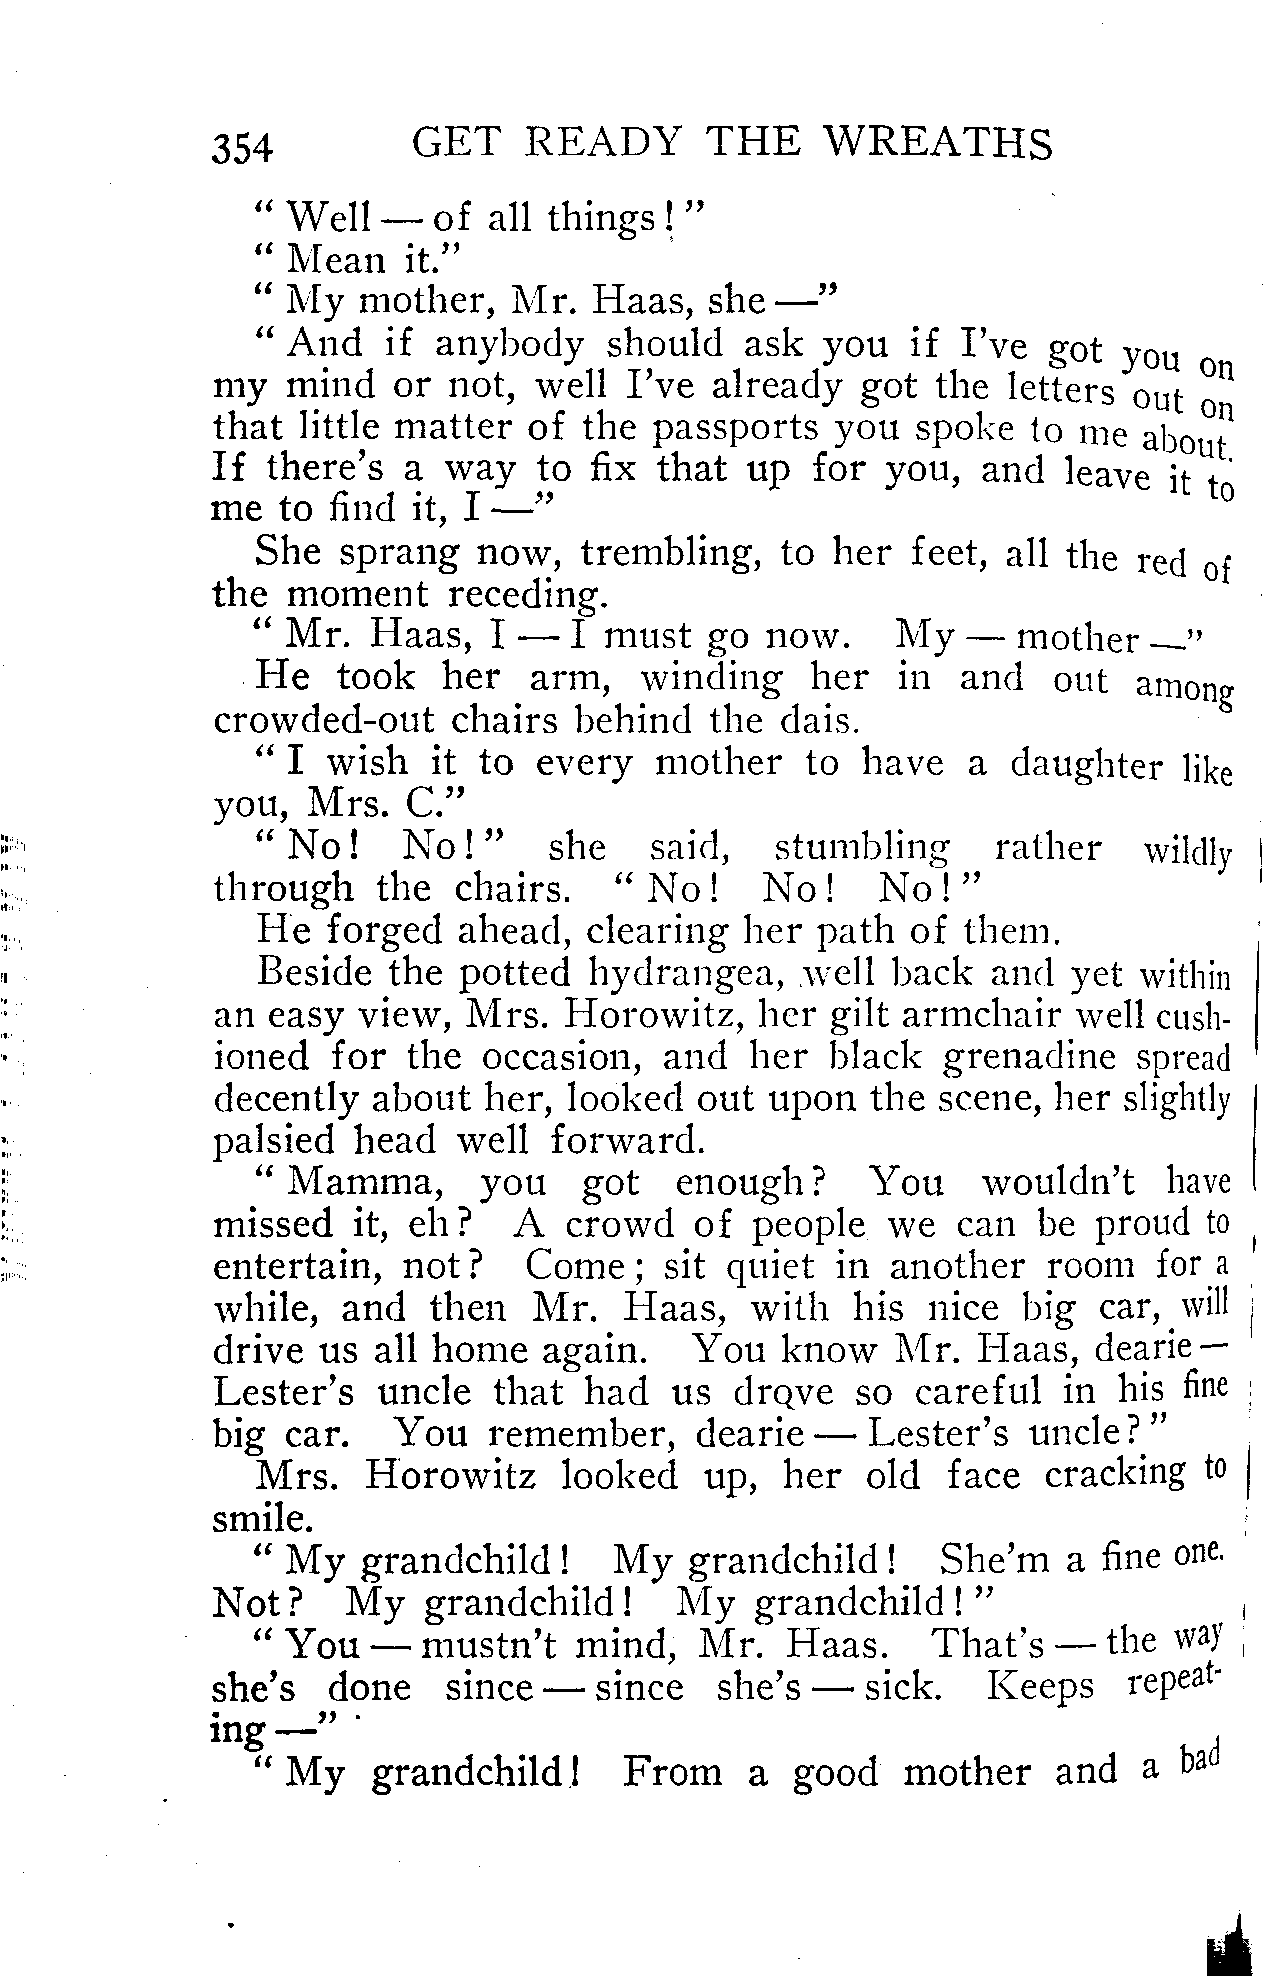 354 GET READY THE WREATHS
" Well — of all things! "
" Mean it."
" My mother, Mr. Haas, she —"
" And if anybody should ask you if I've got you on
my mind or not, well I've already got the letters out on
that little matter of the passports you spoke to me about.
If there's a way to fix that up for you, and leave it to
me to find it, I —"
She sprang now, trembling, to her feet, all the red of
the moment receding.
" Mr. Haas, I — I must go now. My — mother —"
He took her arm, winding her in and out among
crowded-out chairs behind the dais.
" I wish it to every mother to have a daughter like
you, Mrs. C."
" No! No! " she said, stumbling rather wildly
through the chairs. " No! No! No! "
He forged ahead, clearing her path of them.
Beside the potted hydrangea, well back and yet within
an easy view, Mrs. Horowitz, her gilt armchair well cush-
ioned for the occasion, and her black grenadine spread
decently about her, looked out upon the scene, her slightly
palsied head well forward.
" Mamma, you got enough? You wouldn't have
missed it, eh? A crowd of people we can be proud to
entertain, not? Come; sit quiet in another room for a
while, and then Mr. Haas, with his nice big car, will
drive us all home again. You know Mr. Haas, dearie —
Lester's uncle that had us drove so careful in his fine
big car. You remember, dearie — Lester's uncle? "
Mrs. Horowitz looked up, her old face cracking to
smile.
" My grandchild! My grandchild! She'm a fine one.
Not? My grandchild! My grandchild! "
" You — mustn't mind, Mr. Haas. That's — the way
she's done since — since she's — sick. Keeps repeat-
ing —"
" My grandchild! From a good mother and a bad